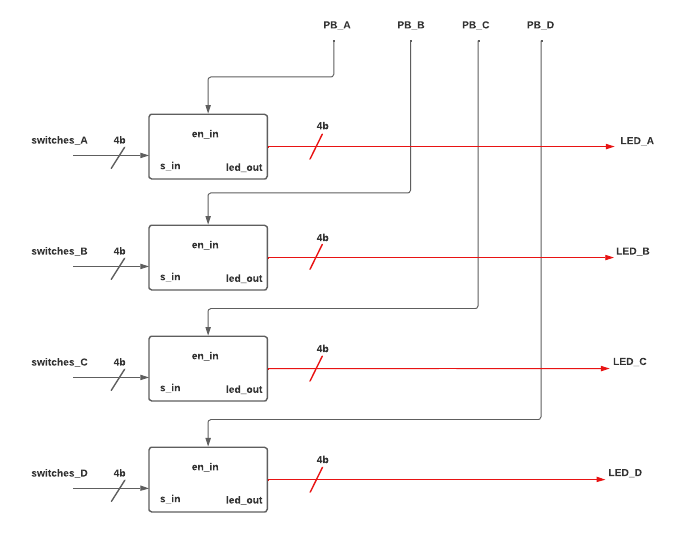 PB_A PB_B PB_C PB_D
switches_A 4b en_in s_in led_out 4b LED_A
switches_B 4b en_in s_in led_out 4b LED_B
switches_C 4b en_in s_in led_out 4b LED_C
switches_D 4b en_in s_in led_out 4b LED_D